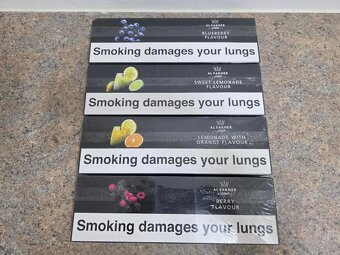 AL FAKHER
BLUEBERRY
FLAVOUR
Smoking damages your lungs
AL FAKHER
SWEET LEMONADE
FLAVOUR
Smoking damages your lungs
AL FAKHER
LEMONADE WITH
ORANGE FLAVOUR
Smoking damages your lungs
AL FAKHER
BERRY
FLAVOUR
Smoking damages your lungs